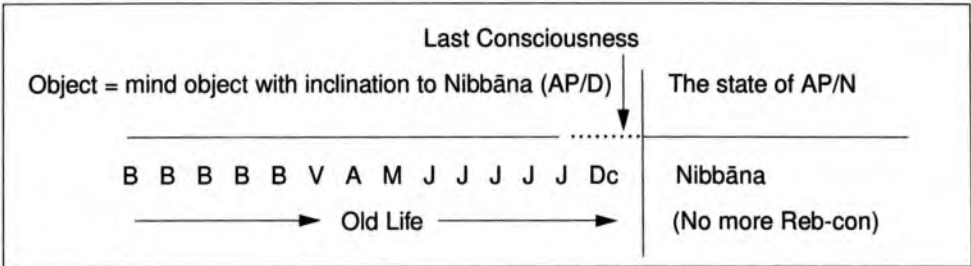 Last Consciousness
Object = mind object with inclination to Nibbāna (AP/D) The state of AP/N
B B B B B V A M J J J J J Dc Nibbāna
Old Life (No more Reb-con)